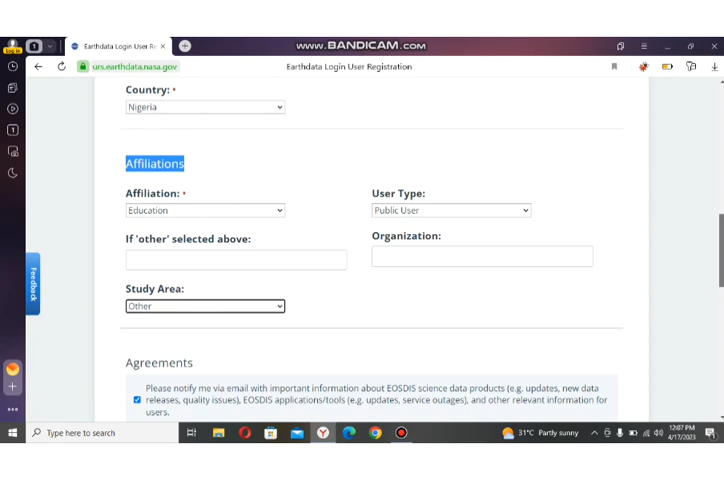 www.BANDICAM.com
Log in
1
Earthdata Login User Re
urs.earthdata.nasa.gov
Earthdata Login User Registration
Country: •
Nigeria
Affiliations
Affiliation: •
User Type:
Education
Public User
If 'other' selected above:
Organization:
Feedback
Study Area:
Other
Agreements
Please notify me via email with important information about EOSDIS science data products (e.g. updates, new data
releases, quality issues), EOSDIS applications/tools (e.g. updates, service outages), and other relevant information for
users.
Type here to search
31°C Partly sunny
12:07 PM
4/17/2023